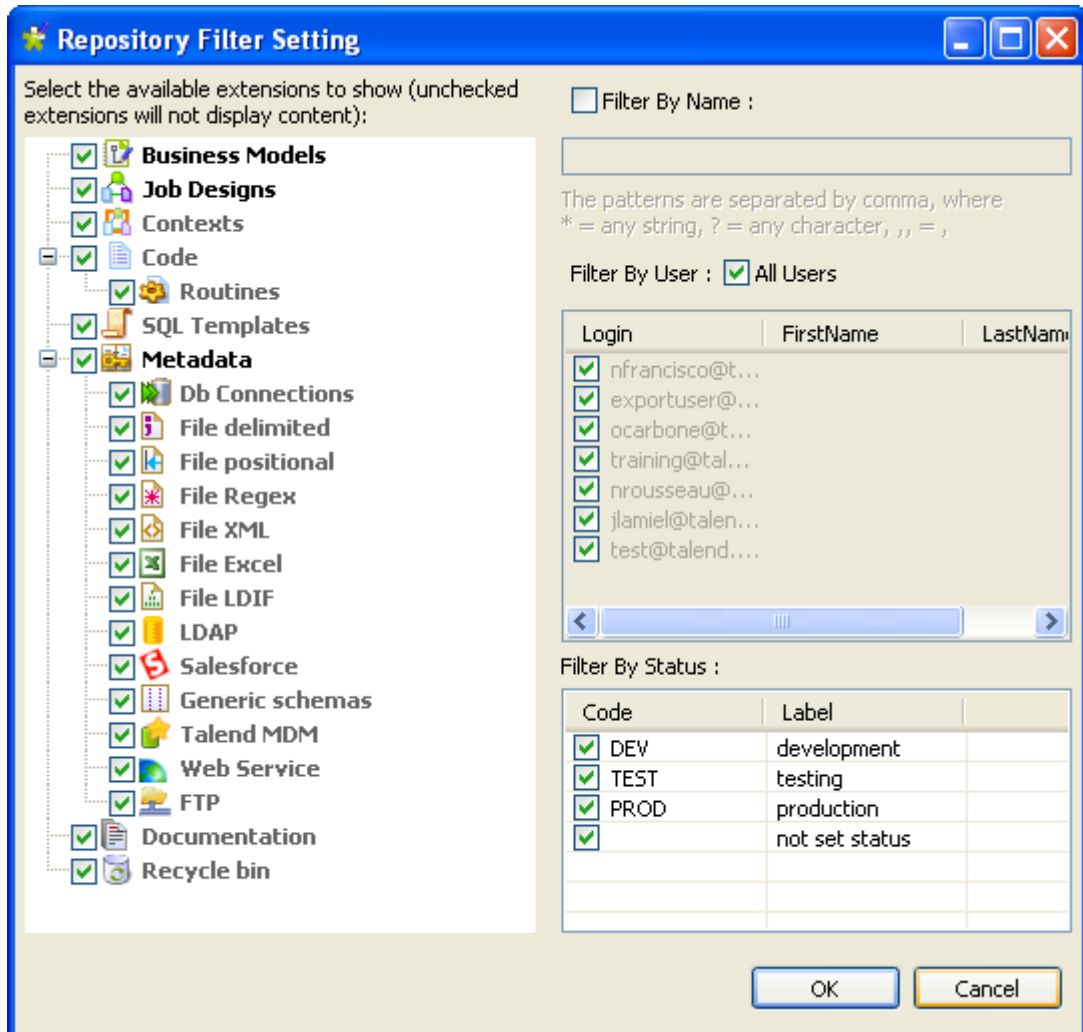 Repository Filter Setting
Select the available extensions to show (unchecked
extensions will not display content):
Business Models
Job Designs
Contexts
Code
Routines
SQL Templates
Metadata
Db Connections
File delimited
File positional
File Regex
File XML
File Excel
File LDIF
LDAP
Salesforce
Generic schemas
Talend MDM
Web Service
FTP
Documentation
Recycle bin
Filter By Name :
The patterns are separated by comma, where
* = any string, ? = any character, ,, = ,
Filter By User : All Users
Login FirstName LastNam
nfrancisco@t...
exportuser@...
ocarbone@t...
training@tal...
nrousseau@...
jlamiel@talen...
test@talend....
Filter By Status :
Code Label
DEV development
TEST testing
PROD production
not set status
OK Cancel